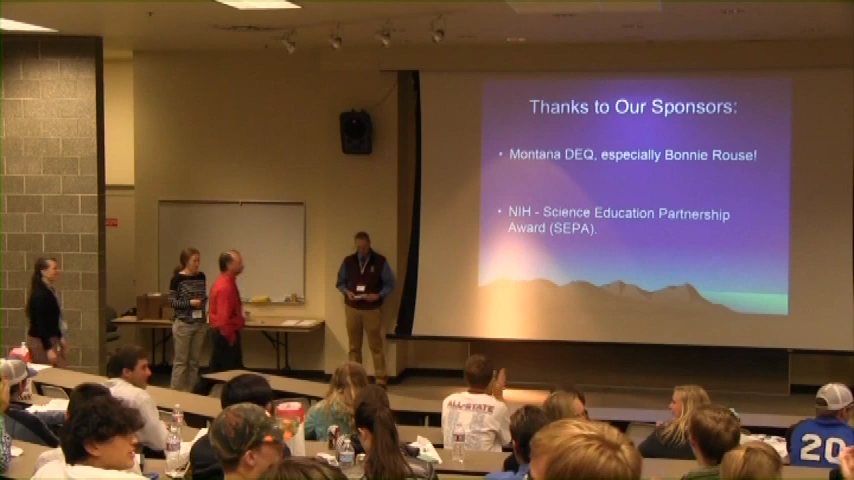 Thanks to Our Sponsors:
• Montana DEQ, especially Bonnie Rouse!
• NIH - Science Education Partnership
Award (SEPA).
ALL-STATE
20